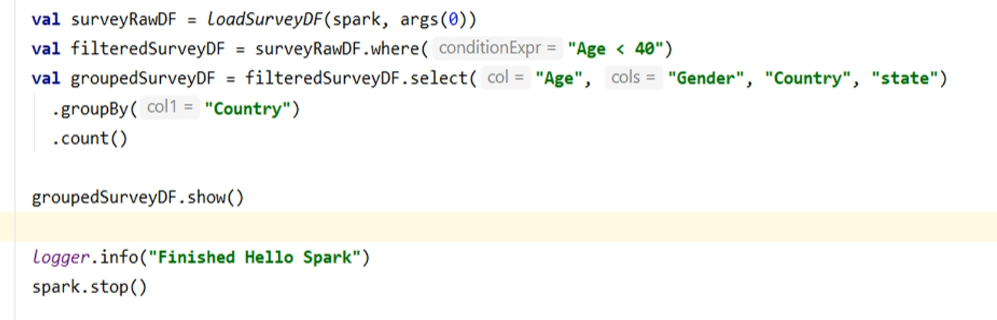 val surveyRawDF = loadSurveyDF(spark, args(0))
val filteredSurveyDF = surveyRawDF.where( conditionExpr = "Age < 40")
val groupedSurveyDF = filteredSurveyDF.select( col = "Age", cols = "Gender", "Country", "state")
.groupBy( col1 = "Country")
.count()
groupedSurveyDF.show()
logger.info("Finished Hello Spark")
spark.stop()